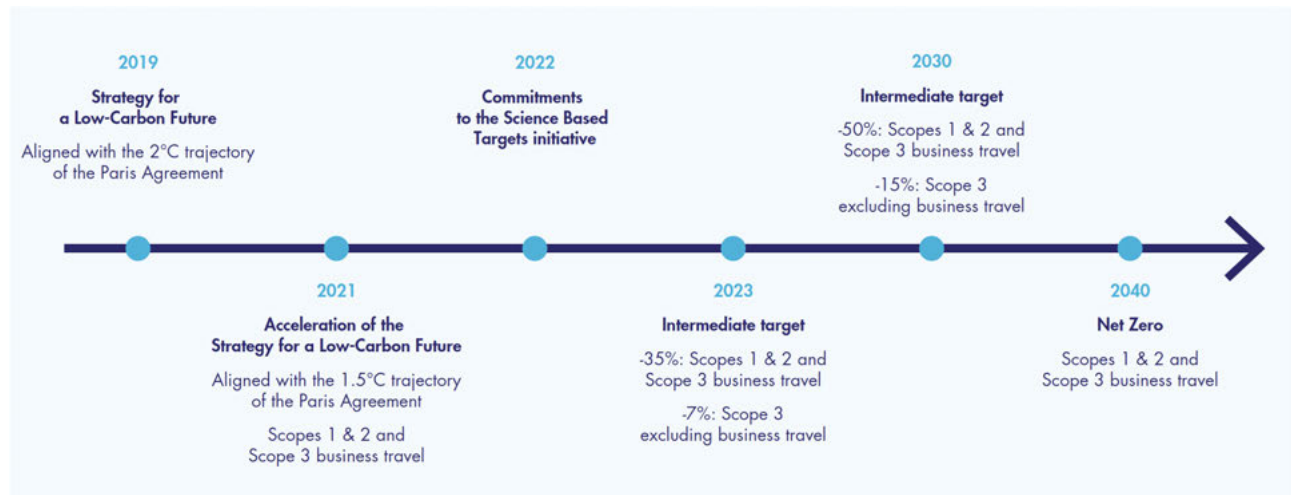 2019
Strategy for
a Low-Carbon Future
Aligned with the 2°C trajectory
of the Paris Agreement
2021
Acceleration of the
Strategy for a Low-Carbon Future
Aligned with the 1.5°C trajectory
of the Paris Agreement
Scopes 1 & 2 and
Scope 3 business travel
2022
Commitments
to the Science Based
Targets initiative
2023
Intermediate target
-35%: Scopes 1 & 2 and
Scope 3 business travel
-7%: Scope 3
excluding business travel
2030
Intermediate target
-50%: Scopes 1 & 2 and
Scope 3 business travel
-15%: Scope 3
excluding business travel
2040
Net Zero
Scopes 1 & 2 and
Scope 3 business travel